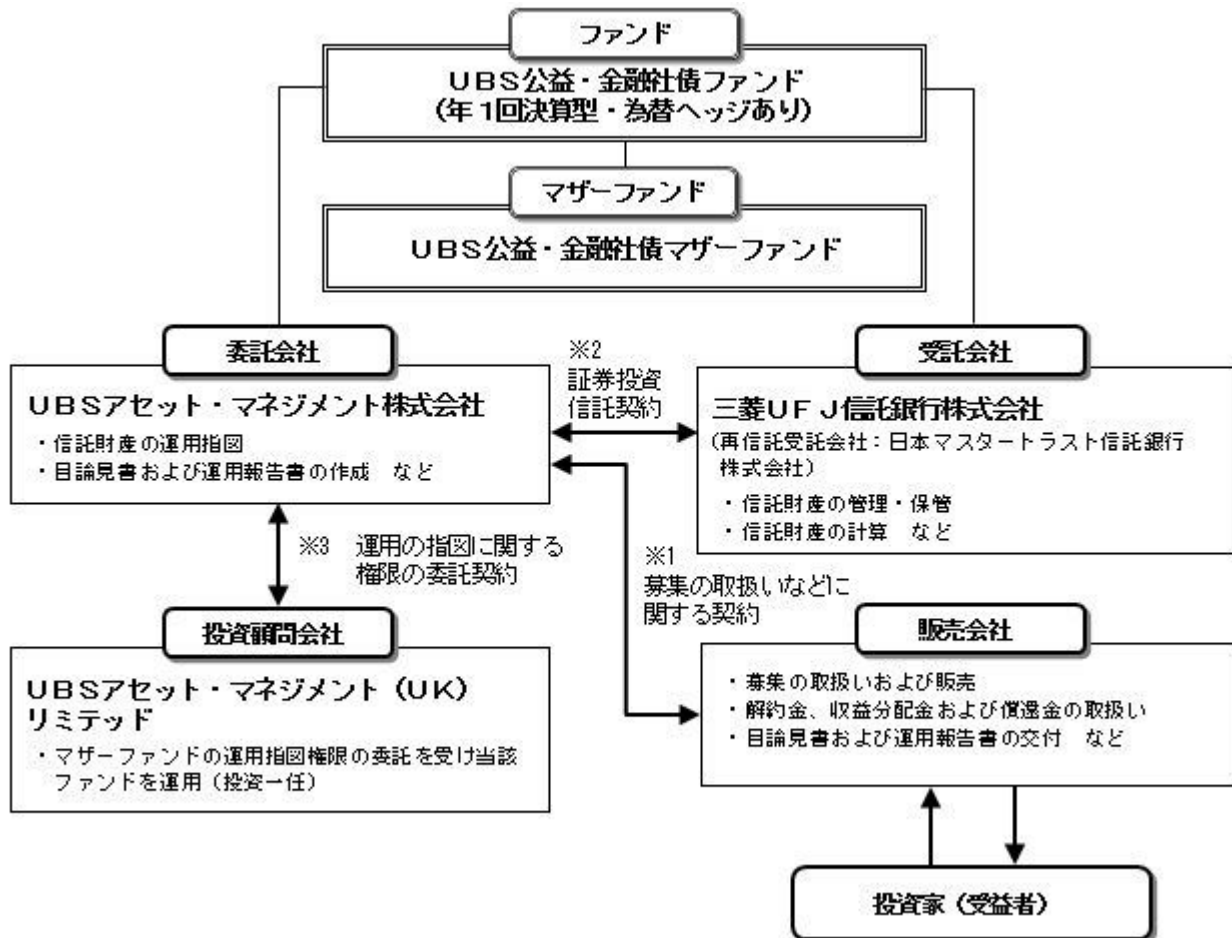 ファンド
UBS公益・金融社債ファンド
(年1回決算型・為替ヘッジあり)
マザーファンド
UBS公益・金融社債マザーファンド
委託会社
UBSアセット・マネジメント株式会社
・信託財産の運用指図
・目論見書および運用報告書の作成 など
※2
証券投資
信託契約
受託会社
三菱UFJ信託銀行株式会社
(再信託受託会社:日本マスタートラスト信託銀行
株式会社)
・信託財産の管理・保管
・信託財産の計算 など
※3 運用の指図に関する
権限の委託契約
※1
募集の取扱いなどに
関する契約
投資顧問会社
UBSアセット・マネジメント(UK)
リミテッド
・マザーファンドの運用指図権限の委託を受け当該
ファンドを運用(投資一任)
販売会社
・募集の取扱いおよび販売
・解約金、収益分配金および償還金の取扱い
・目論見書および運用報告書の交付 など
投資家(受益者)